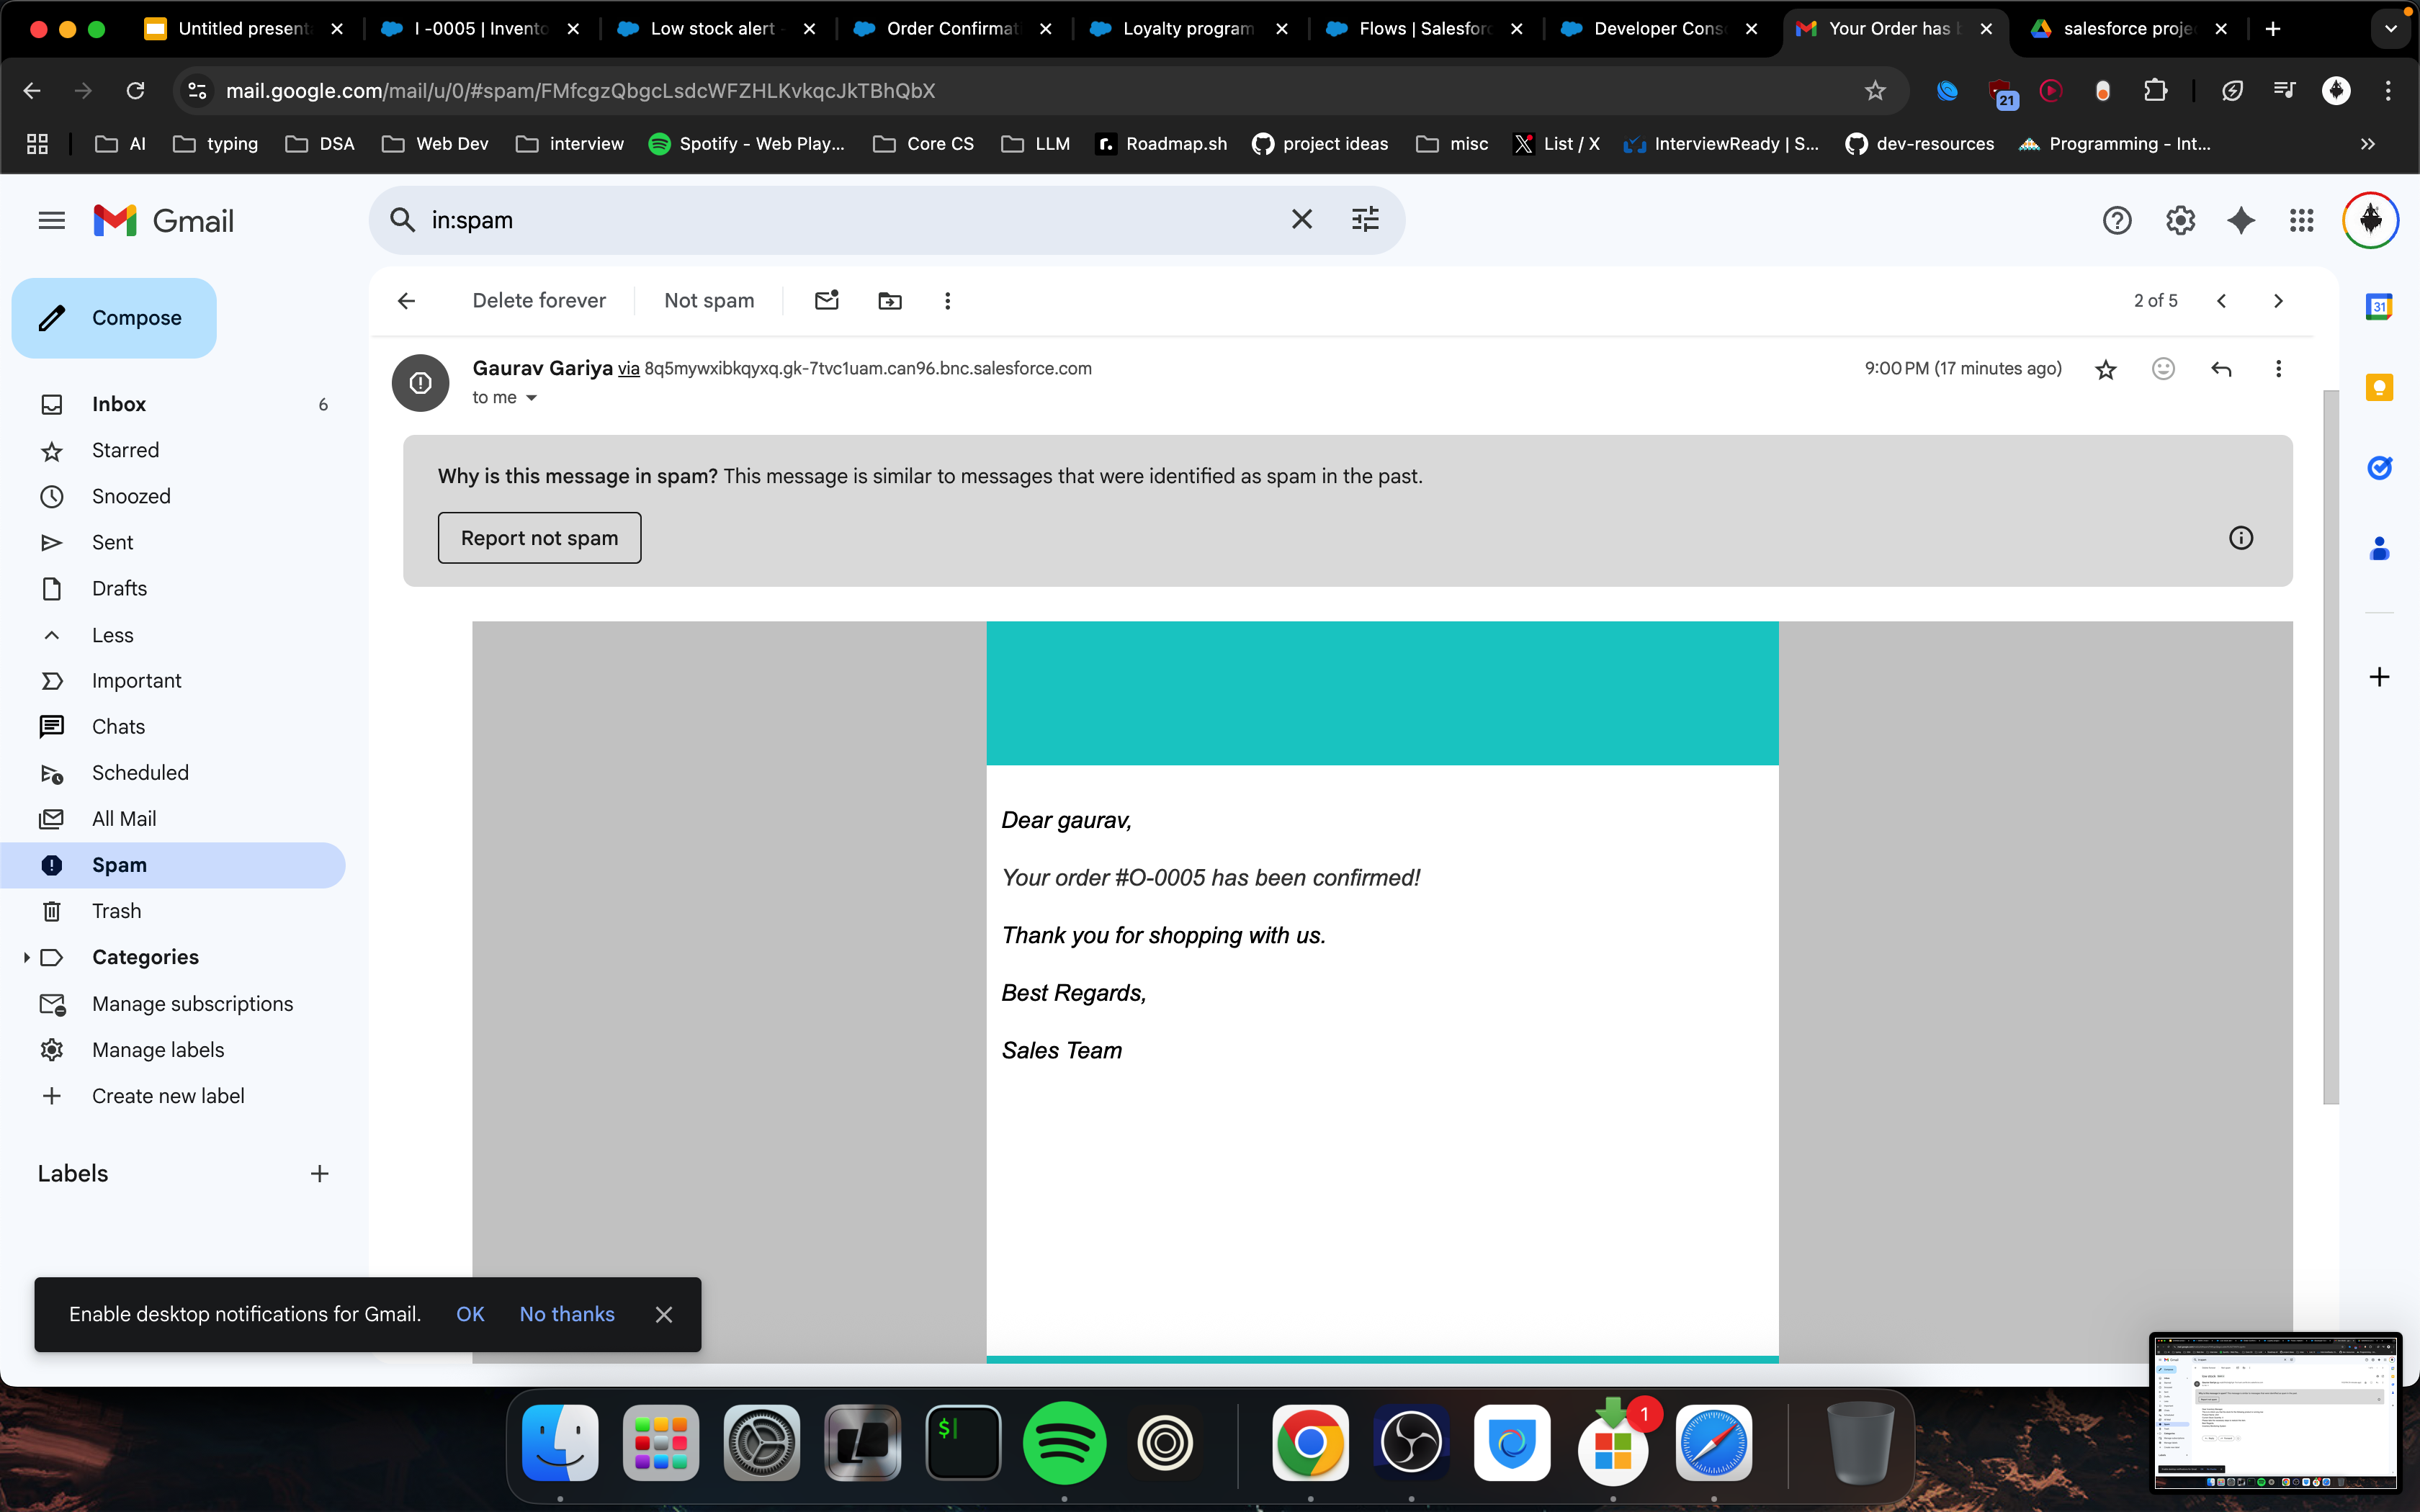 Untitled present
I -0005 | Invento
Low stock alert -
Order Confirmat
Loyalty program
Flows | Salesforc
Developer Cons
Your Order has b
salesforce proje
mail.google.com/mail/u/0/#spam/FMfcgzQbgcLsdcWFZHLKvkqcJkTBhQbX
21
AI
typing
DSA
Web Dev
interview
Spotify - Web Play...
Core CS
LLM
r.
Roadmap.sh
project ideas
misc
List / X
InterviewReady | S...
dev-resources
Programming - Int...
Gmail
in:spam
Compose
Delete forever
Not spam
2 of 5
31
Gaurav Gariya via 8q5mywxibkqyxq.gk-7tvc1uam.can96.bnc.salesforce.com
9:00 PM (17 minutes ago)
to me
Inbox
6
Starred
Snoozed
Sent
Drafts
Less
Important
Chats
Scheduled
All Mail
Spam
Trash
Categories
Manage subscriptions
Manage labels
Create new label
Labels
Why is this message in spam? This message is similar to messages that were identified as spam in the past.
Report not spam
Dear gaurav,
Your order #O-0005 has been confirmed!
Thank you for shopping with us.
Best Regards,
Sales Team
Enable desktop notifications for Gmail.
OK
No thanks
$
1